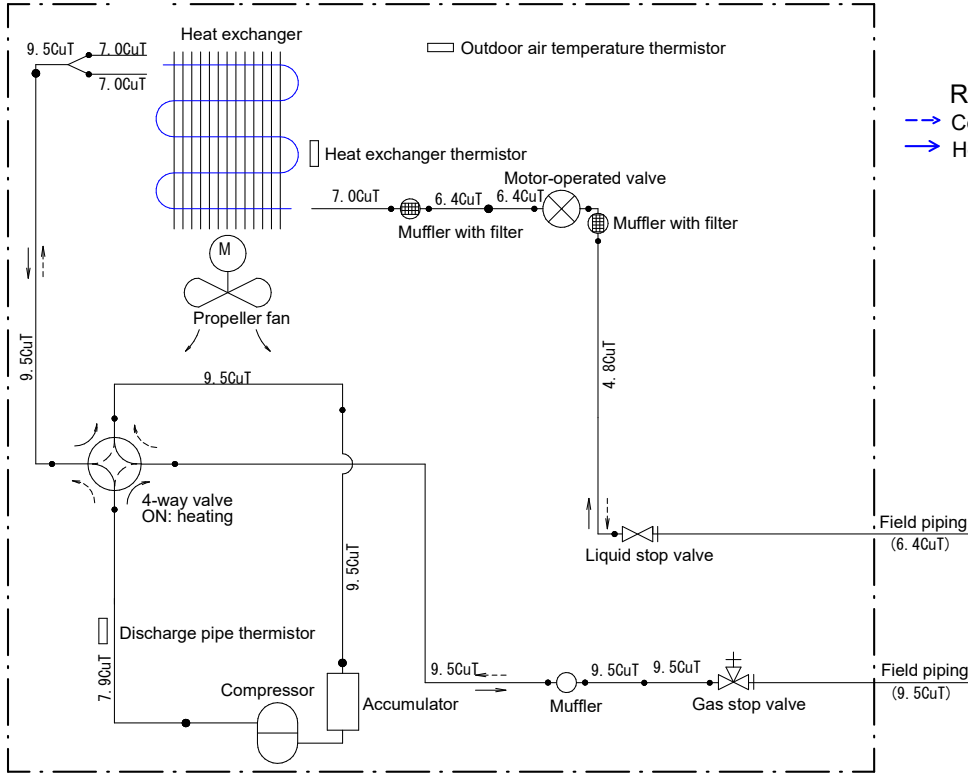 Heat exchanger
9.5CuT
7.0CuT
7.0CuT
Outdoor air temperature thermistor
Heat exchanger thermistor
Motor-operated valve
7.0CuT
6.4CuT
6.4CuT
Muffler with filter
Muffler with filter
M
Propeller fan
9.5CuT
9.5CuT
4.8CuT
4-way valve
ON: heating
Liquid stop valve
Field piping
(6.4CuT)
9.5CuT
Discharge pipe thermistor
7.9CuT
Compressor
Accumulator
9.5CuT
9.5CuT
9.5CuT
Muffler
Gas stop valve
Field piping
(9.5CuT)
R
H